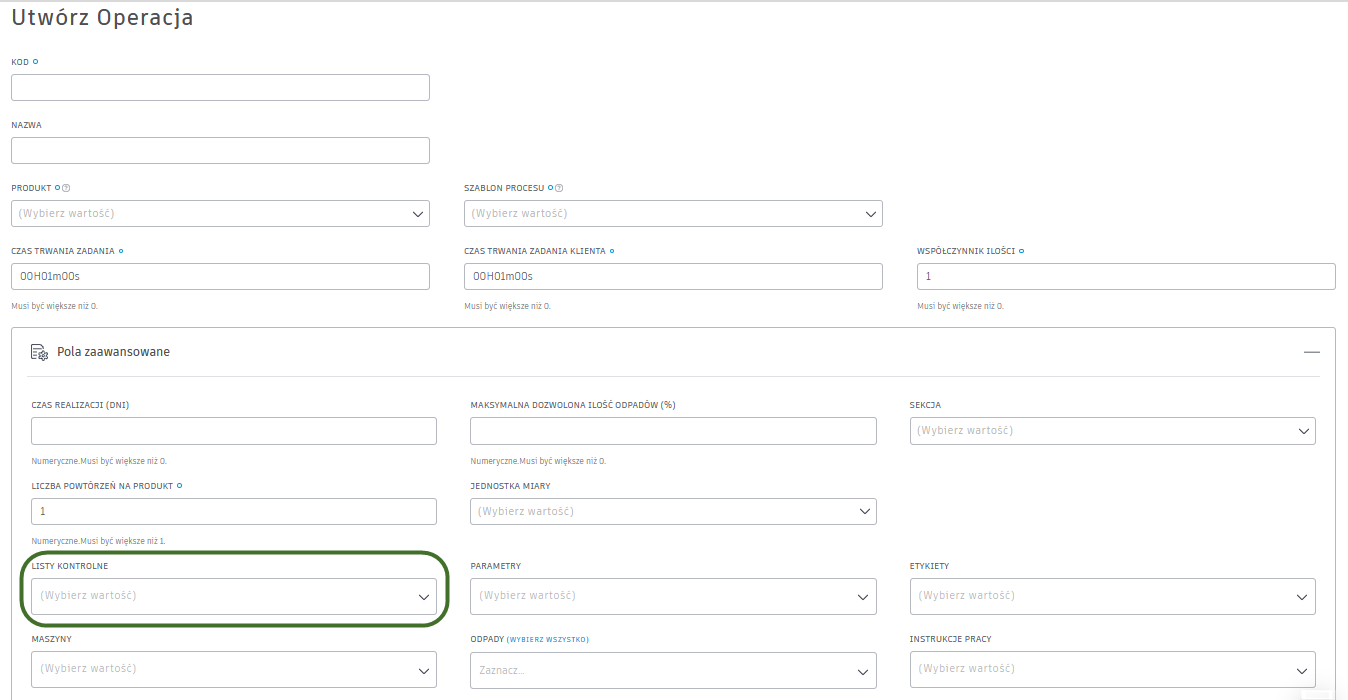 Utwórz Operacja
KOD
NAZWA
PRODUKT
SZABLON PROCESU
(Wybierz wartość)
(Wybierz wartość)
CZAS TRWANIA ZADANIA
CZAS TRWANIA ZADANIA KLIENTA
WSPÓŁCZYNNIK ILOŚCI
00H01m00s
00H01m00s
1
Musi być większe niż 0.
Musi być większe niż 0.
Musi być większe niż 0.
Pola zaawansowane
CZAS REALIZACJI (DNI)
MAKSYMALNA DOZWOLONA ILOŚĆ ODPADÓW (%)
SEKCJA
(Wybierz wartość)
Numeryczne.Musi być większe niż 0.
Numeryczne.Musi być większe niż 0.
LICZBA POWTÓRZEŃ NA PRODUKT
JEDNOSTKA MIARY
1
(Wybierz wartość)
Numeryczne.Musi być większe niż 1.
LISTY KONTROLNE
PARAMETRY
ETYKIETY
(Wybierz wartość)
(Wybierz wartość)
(Wybierz wartość)
MASZYNY
ODPADY (WYBIERZ WSZYSTKO)
INSTRUKCJE PRACY
(Wybierz wartość)
Zaznacz...
(Wybierz wartość)